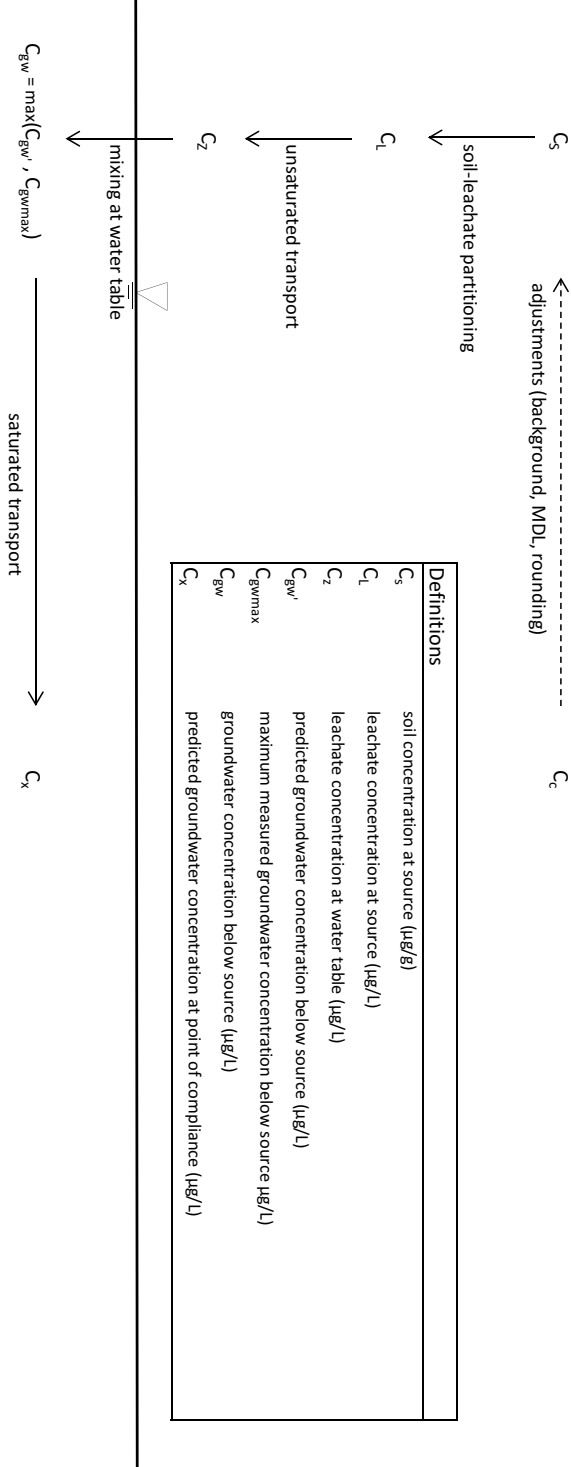 C_s
C_c
adjustments (background, MDL, rounding)
soil-leachate partitioning
C_L
unsaturated transport
C_z
mixing at water table
C_gw = max(C_gw' , C_gwmax)
saturated transport
C_x
Definitions
C_s soil concentration at source (µg/g)
C_L leachate concentration at source (µg/L)
C_z leachate concentration at water table (µg/L)
C_gw' predicted groundwater concentration below source (µg/L)
C_gwmax maximum measured groundwater concentration below source µg/L)
C_gw groundwater concentration below source (µg/L)
C_x predicted groundwater concentration at point of compliance (µg/L)